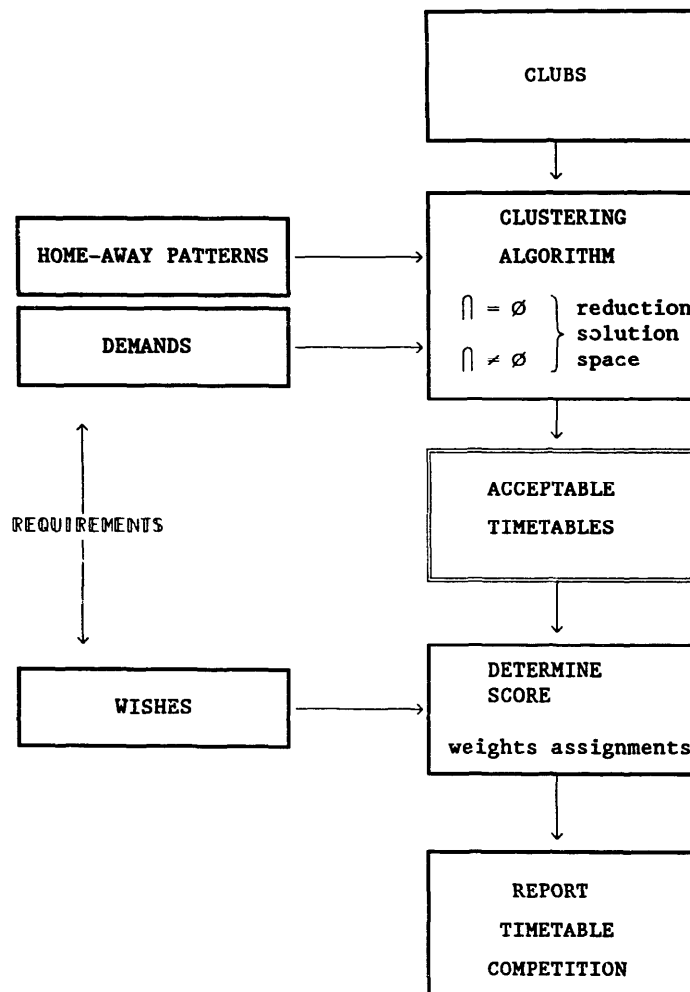 CLUBS
CLUSTERING
ALGORITHM
⋂ = Ø
⋂ ≠ Ø
reduction
solution
space
HOME-AWAY PATTERNS
DEMANDS
REQUIREMENTS
ACCEPTABLE
TIMETABLES
WISHES
DETERMINE
SCORE
weights assignments
REPORT
TIMETABLE
COMPETITION